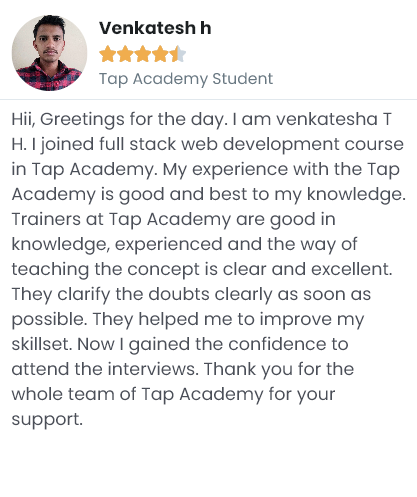 Venkatesh h
Tap Academy Student
Hii, Greetings for the day. I am venkatesha T
H. I joined full stack web development course
in Tap Academy. My experience with the Tap
Academy is good and best to my knowledge.
Trainers at Tap Academy are good in
knowledge, experienced and the way of
teaching the concept is clear and excellent.
They clarify the doubts clearly as soon as
possible. They helped me to improve my
skillset. Now I gained the confidence to
attend the interviews. Thank you for the
whole team of Tap Academy for your
support.